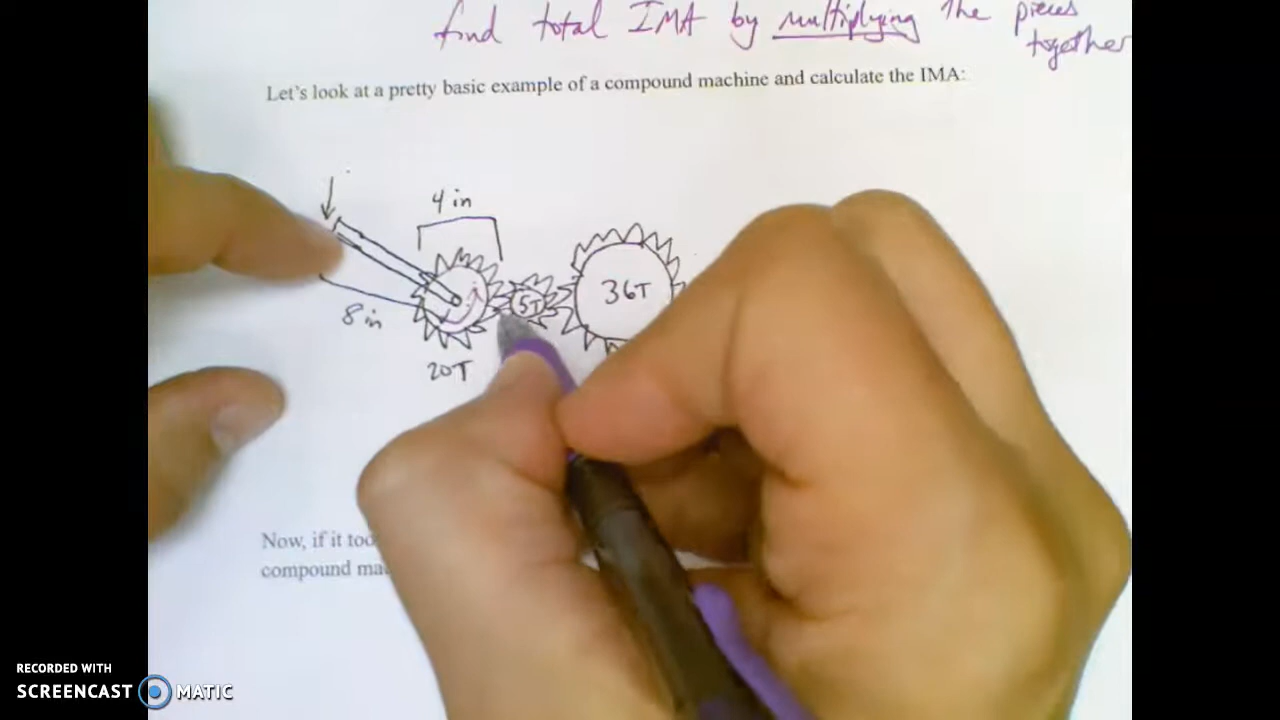 find total IMA by multiplying the pieces
together
Let's look at a pretty basic example of a compound machine and calculate the IMA:
4 in
5T
36T
8 in
20T
Now, if it too
compound ma
RECORDED WITH
SCREENCAST MATIC